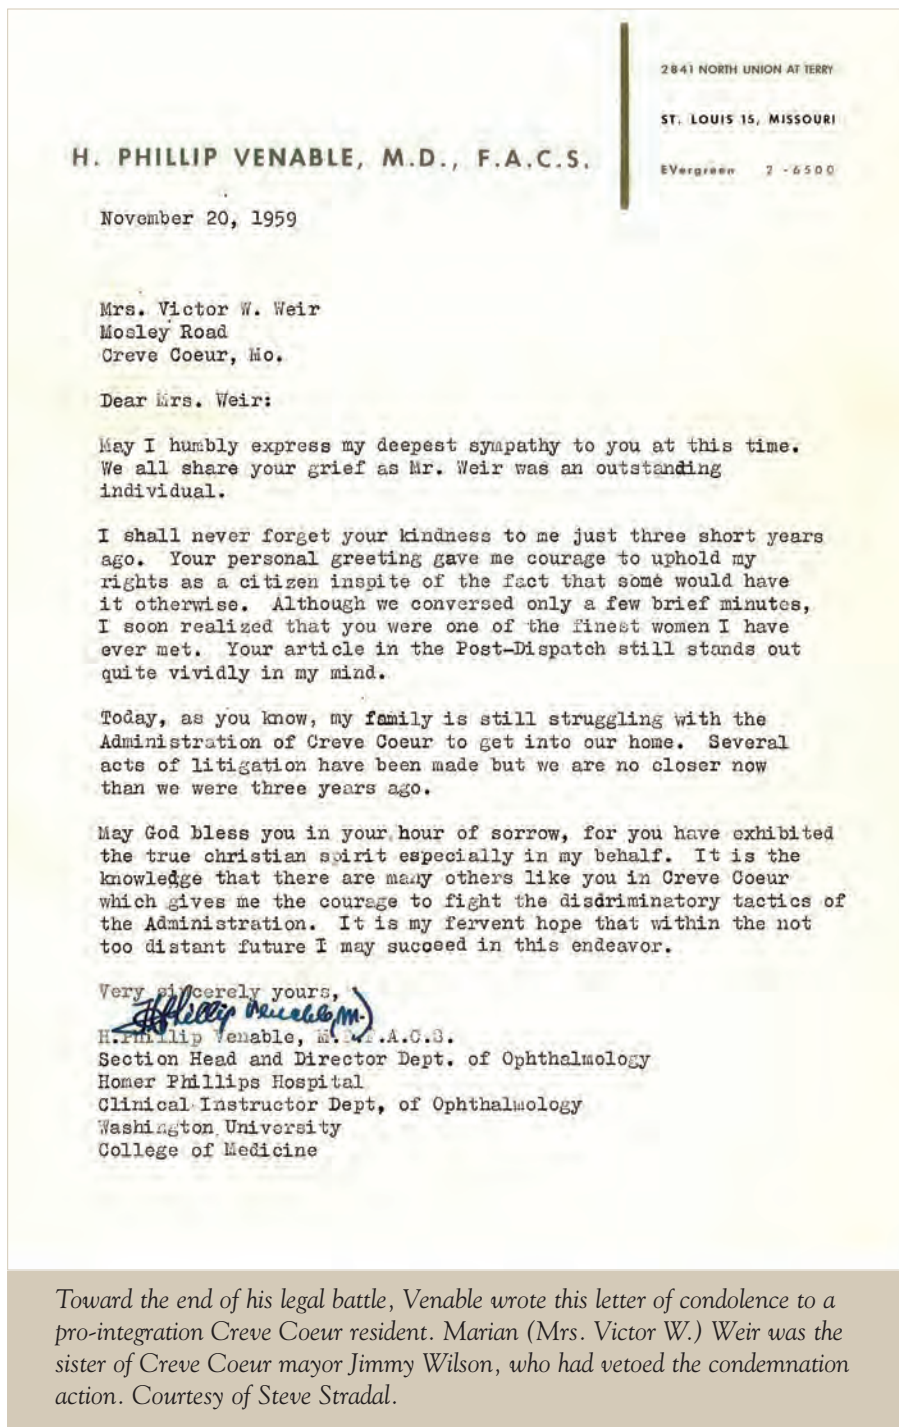 2841 NORTH UNION AT TERRY
ST. LOUIS 15, MISSOURI
EVergreen 2-6500
H. PHILLIP VENABLE, M.D., F.A.C.S.
November 20, 1959
Mrs. Victor W. Weir
Mosley Road
Creve Coeur, Mo.
Dear Mrs. Weir:
May I humbly express my deepest sympathy to you at this time.
We all share your grief as Mr. Weir was an outstanding
individual.
I shall never forget your kindness to me just three short years
ago. Your personal greeting gave me courage to uphold my
rights as a citizen inspite of the fact that some would have
it otherwise. Although we conversed only a few brief minutes,
I soon realized that you were one of the finest women I have
ever met. Your article in the Post-Dispatch still stands out
quite vividly in my mind.
Today, as you know, my family is still struggling with the
Administration of Creve Coeur to get into our home. Several
acts of litigation have been made but we are no closer now
than we were three years ago.
May God bless you in your hour of sorrow, for you have exhibited
the true christian spirit especially in my behalf. It is the
knowledge that there are many others like you in Creve Coeur
which gives me the courage to fight the disdriminatory tactics of
the Administration. It is my fervent hope that within the not
too distant future I may succeed in this endeavor.
Very sincerely yours,
H Phillip Venable, M.D.
H.Phillip Venable, M.D.F.A.C.S.
Section Head and Director Dept. of Ophthalmology
Homer Phillips Hospital
Clinical Instructor Dept, of Ophthalmology
Washington University
College of Medicine
Toward the end of his legal battle, Venable wrote this letter of condolence to a
pro-integration Creve Coeur resident. Marian (Mrs. Victor W.) Weir was the
sister of Creve Coeur mayor Jimmy Wilson, who had vetoed the condemnation
action. Courtesy of Steve Stradal.